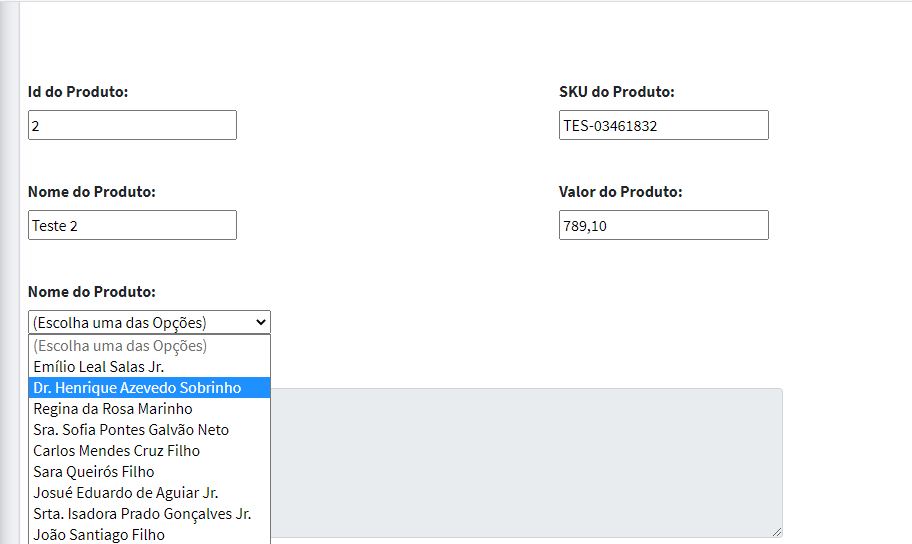 Id do Produto:
SKU do Produto:
2
TES-03461832
Nome do Produto:
Valor do Produto:
Teste 2
789,10
Nome do Produto:
(Escolha uma das Opções)
(Escolha uma das Opções)
Emílio Leal Salas Jr.
Dr. Henrique Azevedo Sobrinho
Regina da Rosa Marinho
Sra. Sofia Pontes Galvão Neto
Carlos Mendes Cruz Filho
Sara Queirós Filho
Josué Eduardo de Aguiar Jr.
Srta. Isadora Prado Gonçalves Jr.
João Santiago Filho